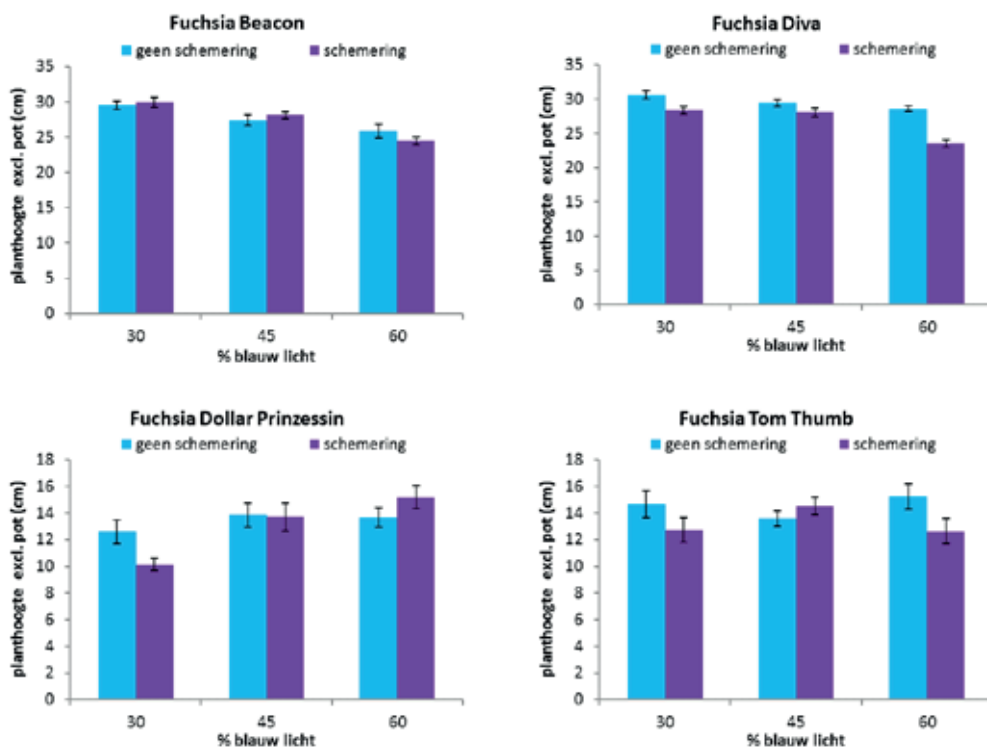 Fuchsia Beacon
geen schemering schemering
planthoogte excl. pot (cm)
35
30
25
20
15
10
5
0
30 45 60
% blauw licht
Fuchsia Diva
geen schemering schemering
planthoogte excl. pot (cm)
35
30
25
20
15
10
5
0
30 45 60
% blauw licht
Fuchsia Dollar Prinzessin
geen schemering schemering
planthoogte excl. pot (cm)
18
16
14
12
10
8
6
4
2
0
30 45 60
% blauw licht
Fuchsia Tom Thumb
geen schemering schemering
planthoogte excl. pot (cm)
18
16
14
12
10
8
6
4
2
0
30 45 60
% blauw licht